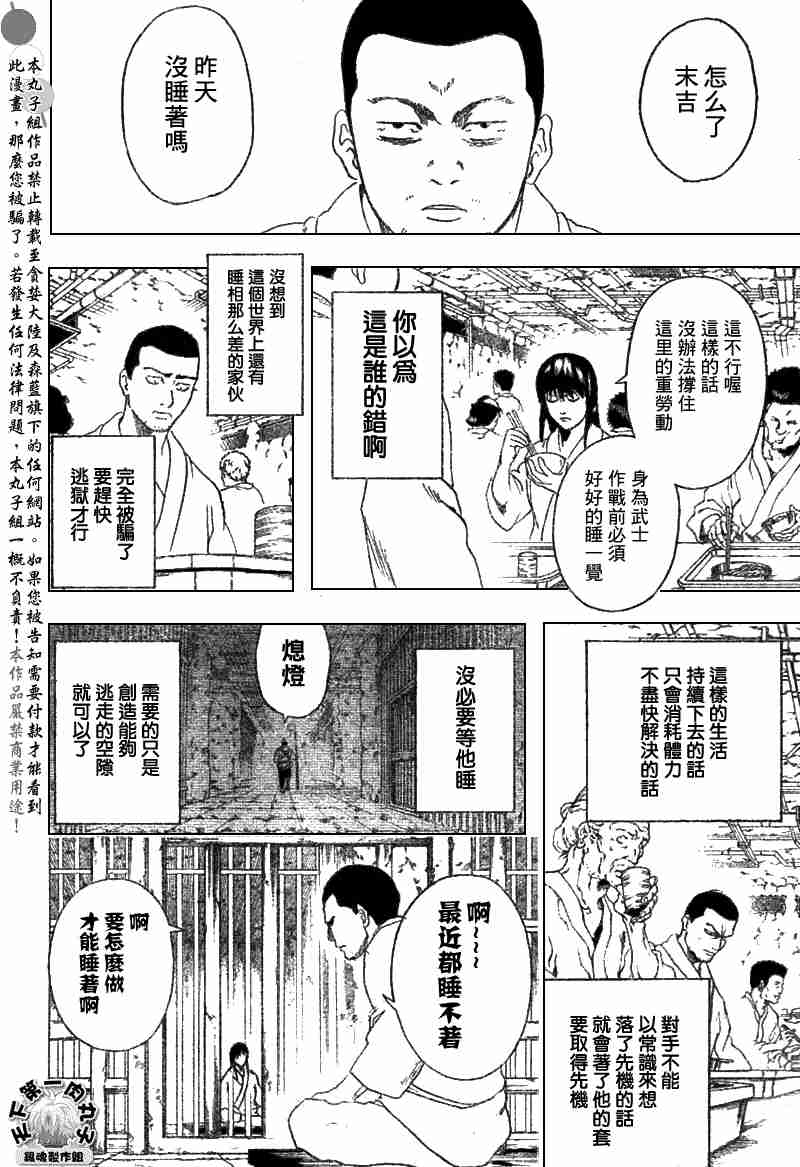 怎么了
末吉
昨天
沒睡著嗎
這不行喔
這樣的話
沒辦法撐住
這里的重勞動
身為武士
作戰前必須
好好的睡一覺
你以為
這是誰的錯啊
沒想到
這個世界上還有
睡相那么差的家伙
完全被騙了
要趕快
逃獄才行
這樣的生活
持續下去的話
只會消耗體力
不盡快解決的話
對手不能
以常識來想
落了先機的話
就會著了他的套
要取得先機
沒必要等他睡
熄燈
需要的只是
創造能夠
逃走的空隙
就可以了
啊~~~
最近都睡不著
啊
要怎麼做
才能睡著啊
本丸子組作品禁止轉載至貪婪大陸及森藍旗下的任何網站。如果您被告知需要付款才能看到
此漫畫，那麼您被騙了。若發生任何法律問題，本丸子組一概不負責！本作品嚴禁商業用途！
天下第一肉丸子
銀魂製作組